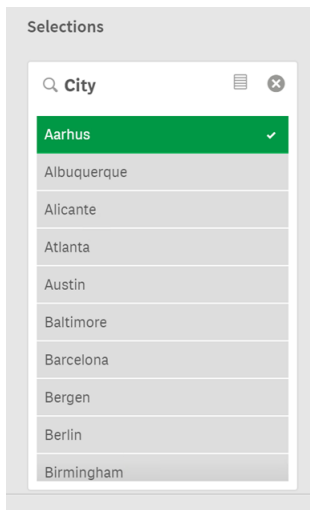 Selections
City
Aarhus
Albuquerque
Alicante
Atlanta
Austin
Baltimore
Barcelona
Bergen
Berlin
Birmingham